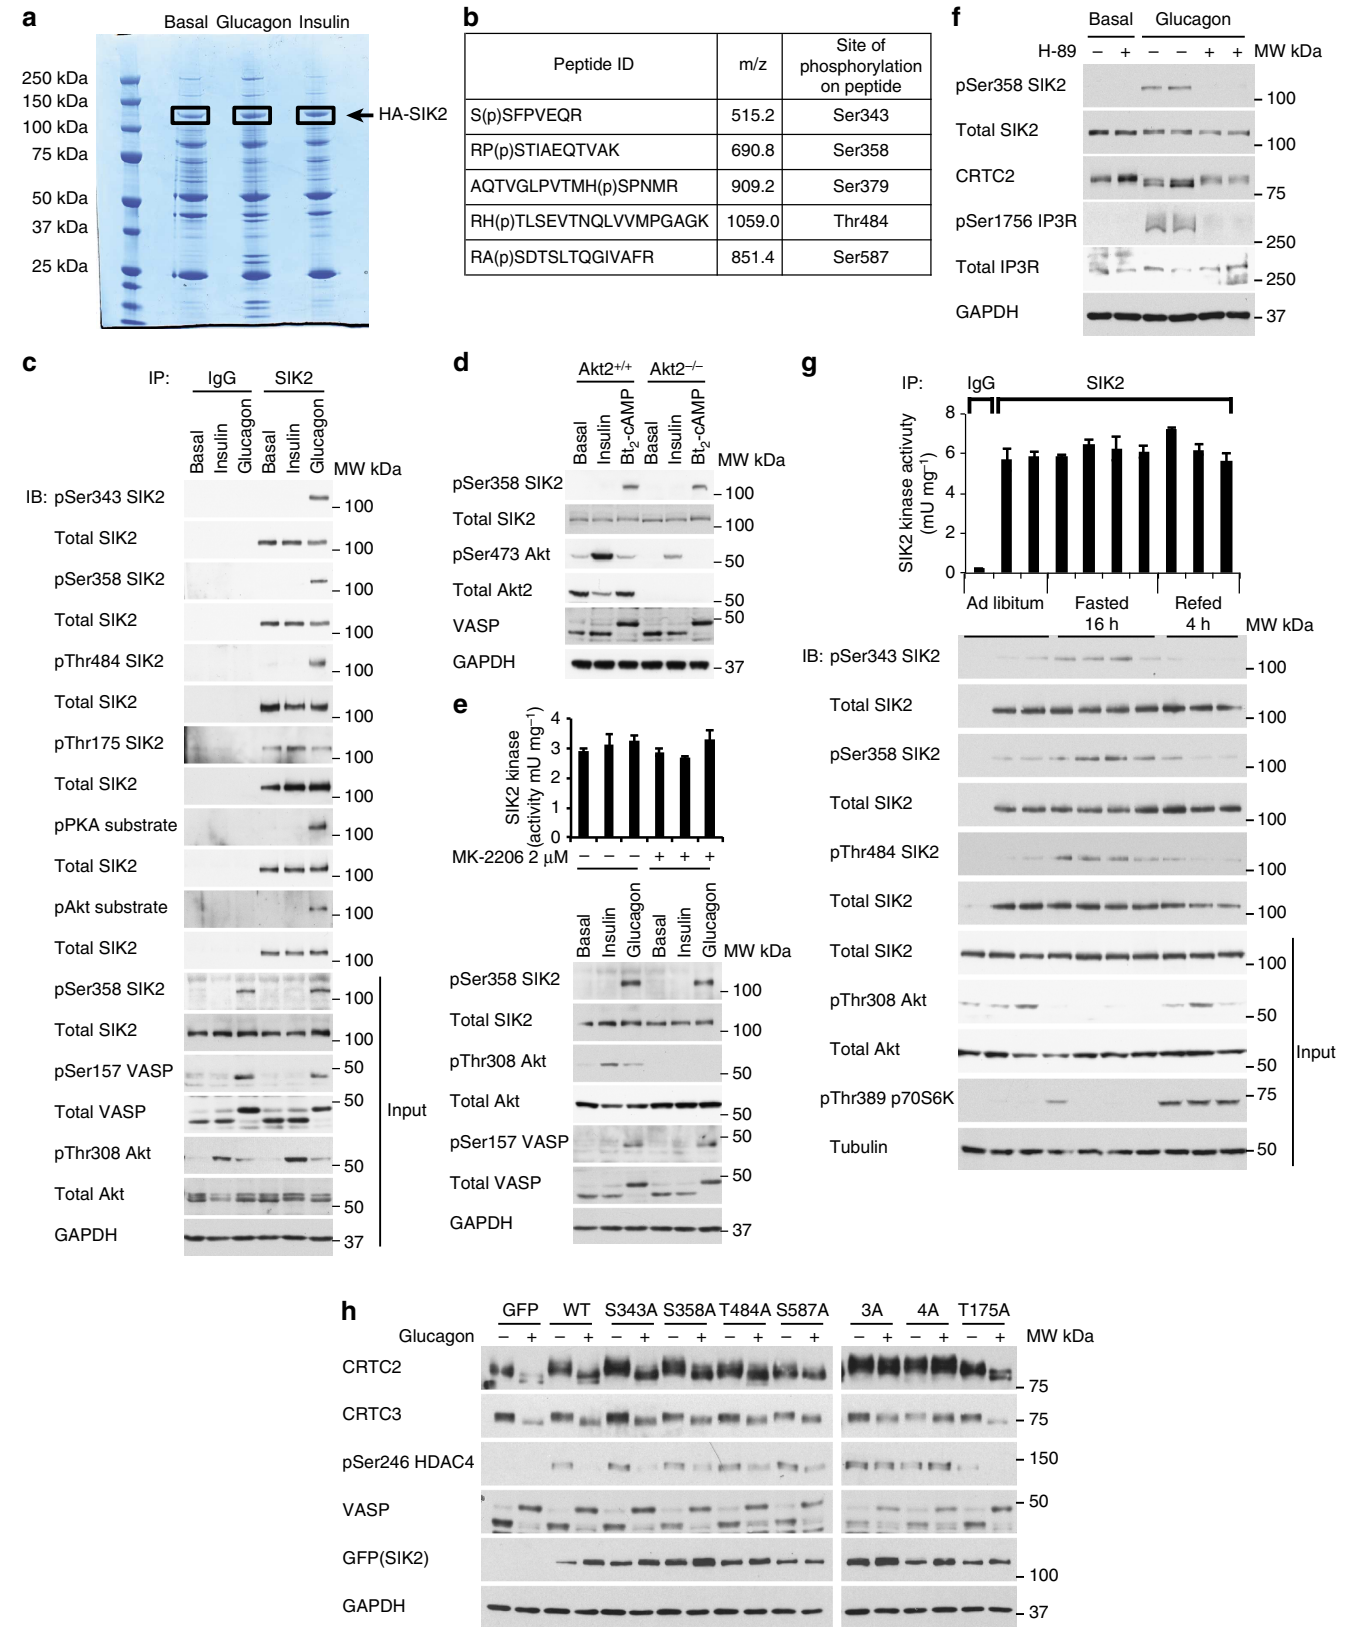 a
Basal Glucagon Insulin
250 kDa
150 kDa
100 kDa
75 kDa
50 kDa
37 kDa
25 kDa
HA-SIK2
b
Peptide ID m/z Site of phosphorylation on peptide
S(p)SFPVEQR 515.2 Ser343
RP(p)STIAEQTVAK 690.8 Ser358
AQTVGLPVTMH(p)SPNMR 909.2 Ser379
RH(p)TLSEVTNQLVVMPGAGK 1059.0 Thr484
RA(p)SDTSLTQGIVAFR 851.4 Ser587
f
Basal Glucagon
H-89 – + – – + + MW kDa
pSer358 SIK2 100
Total SIK2 100
CRTC2 75
pSer1756 IP3R 250
Total IP3R 250
GAPDH 37
c
IP: IgG SIK2
Basal Insulin Glucagon Basal Insulin Glucagon MW kDa
IB: pSer343 SIK2 100
Total SIK2 100
pSer358 SIK2 100
Total SIK2 100
pThr484 SIK2 100
Total SIK2 100
pThr175 SIK2 100
Total SIK2 100
pPKA substrate 100
Total SIK2 100
pAkt substrate 100
Total SIK2 100
pSer358 SIK2 100
Total SIK2 100
pSer157 VASP 50
Total VASP 50
pThr308 Akt 50
Total Akt 50
GAPDH 37
Input
d
Akt2+/+ Akt2–/–
Basal Insulin Bt2-cAMP Basal Insulin Bt2-cAMP MW kDa
pSer358 SIK2 100
Total SIK2 100
pSer473 Akt 50
Total Akt2 50
VASP 50
GAPDH 37
e
SIK2 kinase (activity mU mg–1)
4
3
2
1
0
MK-2206 2 μM – – – + + +
Basal Insulin Glucagon Basal Insulin Glucagon MW kDa
pSer358 SIK2 100
Total SIK2 100
pThr308 Akt 50
Total Akt 50
pSer157 VASP 50
Total VASP 50
GAPDH 37
g
IP: IgG SIK2
SIK2 kinase activuty (mU mg–1)
8
6
4
2
0
Ad libitum Fasted 16 h Refed 4 h MW kDa
IB: pSer343 SIK2 100
Total SIK2 100
pSer358 SIK2 100
Total SIK2 100
pThr484 SIK2 100
Total SIK2 100
Total SIK2 100
pThr308 Akt 50
Total Akt 50
pThr389 p70S6K 75
Tubulin 50
Input
h
GFP WT S343A S358A T484A S587A 3A 4A T175A
Glucagon – + – + – + – + – + – + – + – + – + MW kDa
CRTC2 75
CRTC3 75
pSer246 HDAC4 150
VASP 50
GFP(SIK2) 100
GAPDH 37